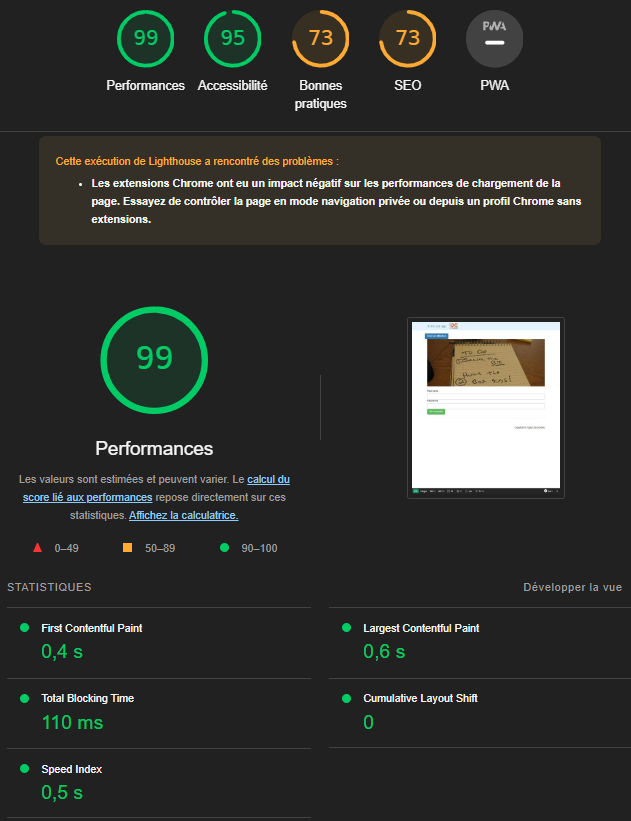 99
95
73
73
PWA
Performances
Accessibilité
Bonnes
pratiques
SEO
PWA
Cette exécution de Lighthouse a rencontré des problèmes :
• Les extensions Chrome ont eu un impact négatif sur les performances de chargement de la
page. Essayez de contrôler la page en mode navigation privée ou depuis un profil Chrome sans
extensions.
99
Performances
Les valeurs sont estimées et peuvent varier. Le calcul du
score lié aux performances repose directement sur ces
statistiques. Affichez la calculatrice.
0–49
50–89
90–100
TO DO
STATISTIQUES
Développer la vue
First Contentful Paint
0,4 s
Largest Contentful Paint
0,6 s
Total Blocking Time
110 ms
Cumulative Layout Shift
0
Speed Index
0,5 s